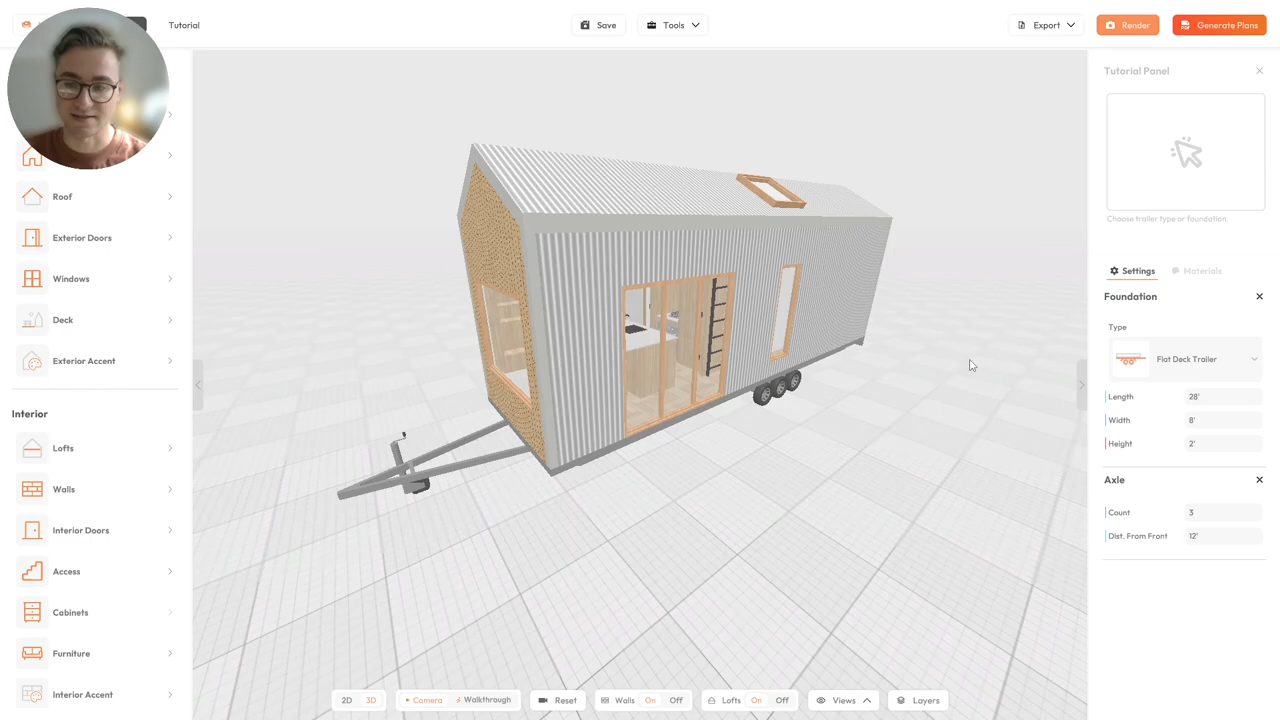 Tutorial
Save
Tools
Export
Render
Generate Plans
Roof
Exterior Doors
Windows
Deck
Exterior Accent
Interior
Lofts
Walls
Interior Doors
Access
Cabinets
Furniture
Interior Accent
Tutorial Panel
Choose trailer type or foundation.
Settings
Materials
Foundation
Type
Flat Deck Trailer
Length 28'
Width 8'
Height 2'
Axle
Count 3
Dist. From Front 12'
2D 3D
Camera Walkthrough
Reset
Walls On Off
Lofts On Off
Views
Layers